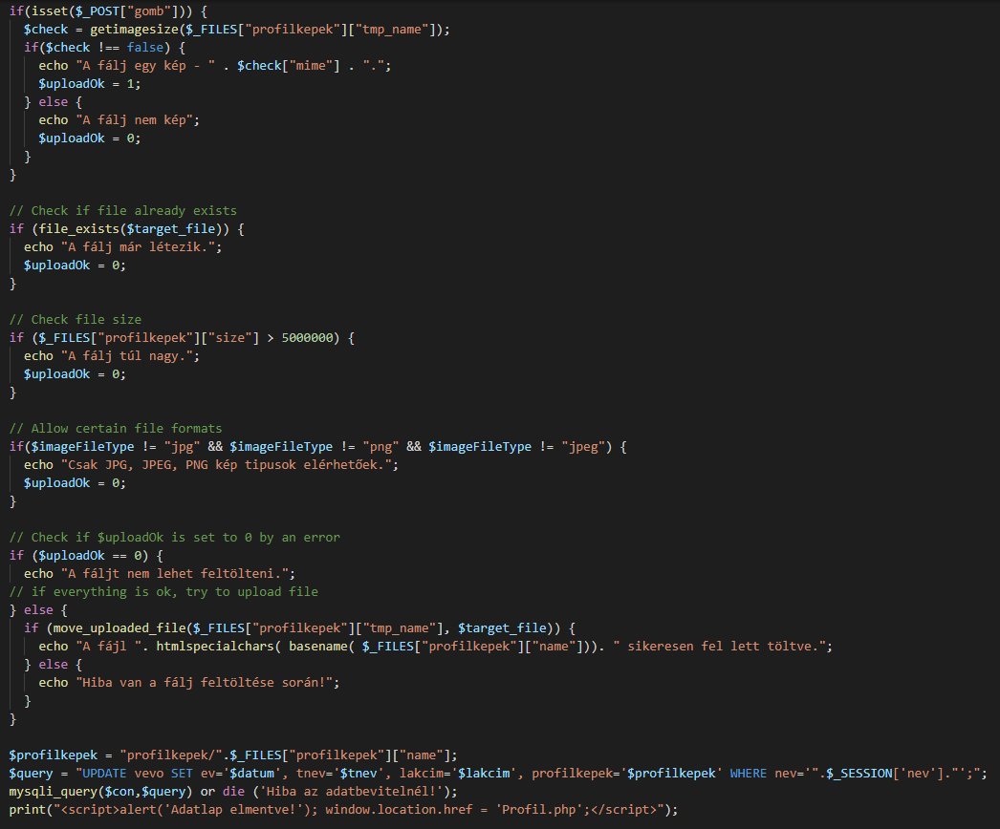 if(isset($_POST["gomb"])) {
$check = getimagesize($_FILES["profilkepek"]["tmp_name"]);
if($check !== false) {
echo "A fálj egy kép - " . $check["mime"] . ".";
$uploadOk = 1;
} else {
echo "A fálj nem kép";
$uploadOk = 0;
}
}
// Check if file already exists
if (file_exists($target_file)) {
echo "A fálj már létezik.";
$uploadOk = 0;
}
// Check file size
if ($_FILES["profilkepek"]["size"] > 5000000) {
echo "A fálj túl nagy.";
$uploadOk = 0;
}
// Allow certain file formats
if($imageFileType != "jpg" && $imageFileType != "png" && $imageFileType != "jpeg") {
echo "Csak JPG, JPEG, PNG kép tipusok elérhetőek.";
$uploadOk = 0;
}
// Check if $uploadOk is set to 0 by an error
if ($uploadOk == 0) {
echo "A fáljt nem lehet feltölteni.";
// if everything is ok, try to upload file
} else {
if (move_uploaded_file($_FILES["profilkepek"]["tmp_name"], $target_file)) {
echo "A fájl ". htmlspecialchars( basename( $_FILES["profilkepek"]["name"])). " sikeresen fel lett töltve.";
} else {
echo "Hiba van a fálj feltöltése során!";
}
}
$profilkepek = "profilkepek/".$_FILES["profilkepek"]["name"];
$query = "UPDATE vevo SET ev='$datum', tnev='$tnev', lakcim='$lakcim', profilkepek='$profilkepek' WHERE nev='".$_SESSION['nev']."';";
mysqli_query($con,$query) or die ('Hiba az adatbevitelnél!');
print("<script>alert('Adatlap elmentve!'); window.location.href = 'Profil.php';</script>");